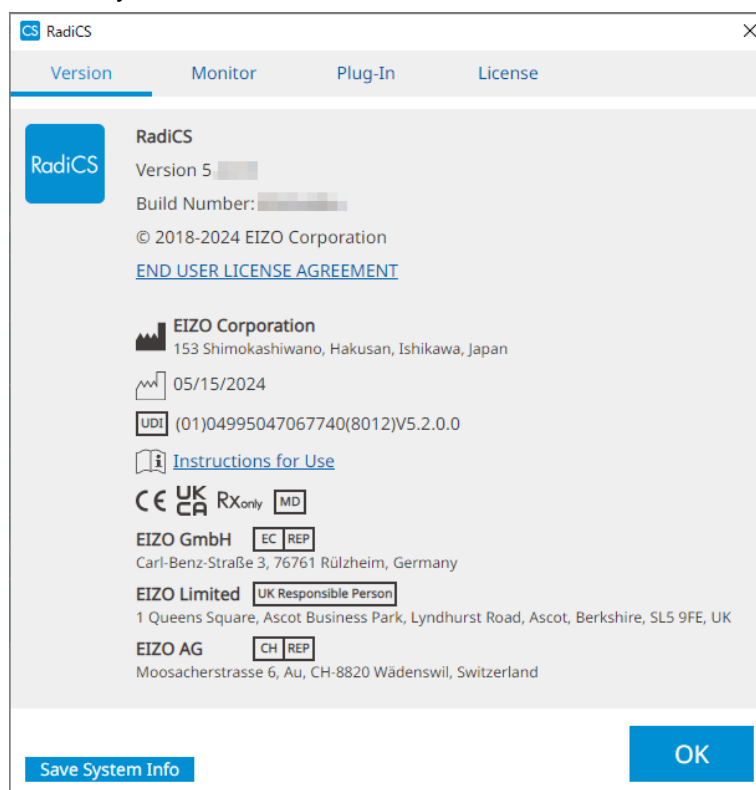 CS RadiCS
Version Monitor Plug-In License
RadiCS
RadiCS
Version 5
Build Number:
© 2018-2024 EIZO Corporation
END USER LICENSE AGREEMENT
EIZO Corporation
153 Shimokashiwano, Hakusan, Ishikawa, Japan
05/15/2024
UDI (01)04995047067740(8012)V5.2.0.0
Instructions for Use
CE UK CA Rx only MD
EIZO GmbH EC REP
Carl-Benz-Straße 3, 76761 Rülzheim, Germany
EIZO Limited UK Responsible Person
1 Queens Square, Ascot Business Park, Lyndhurst Road, Ascot, Berkshire, SL5 9FE, UK
EIZO AG CH REP
Moosacherstrasse 6, Au, CH-8820 Wädenswil, Switzerland
OK
Save System Info